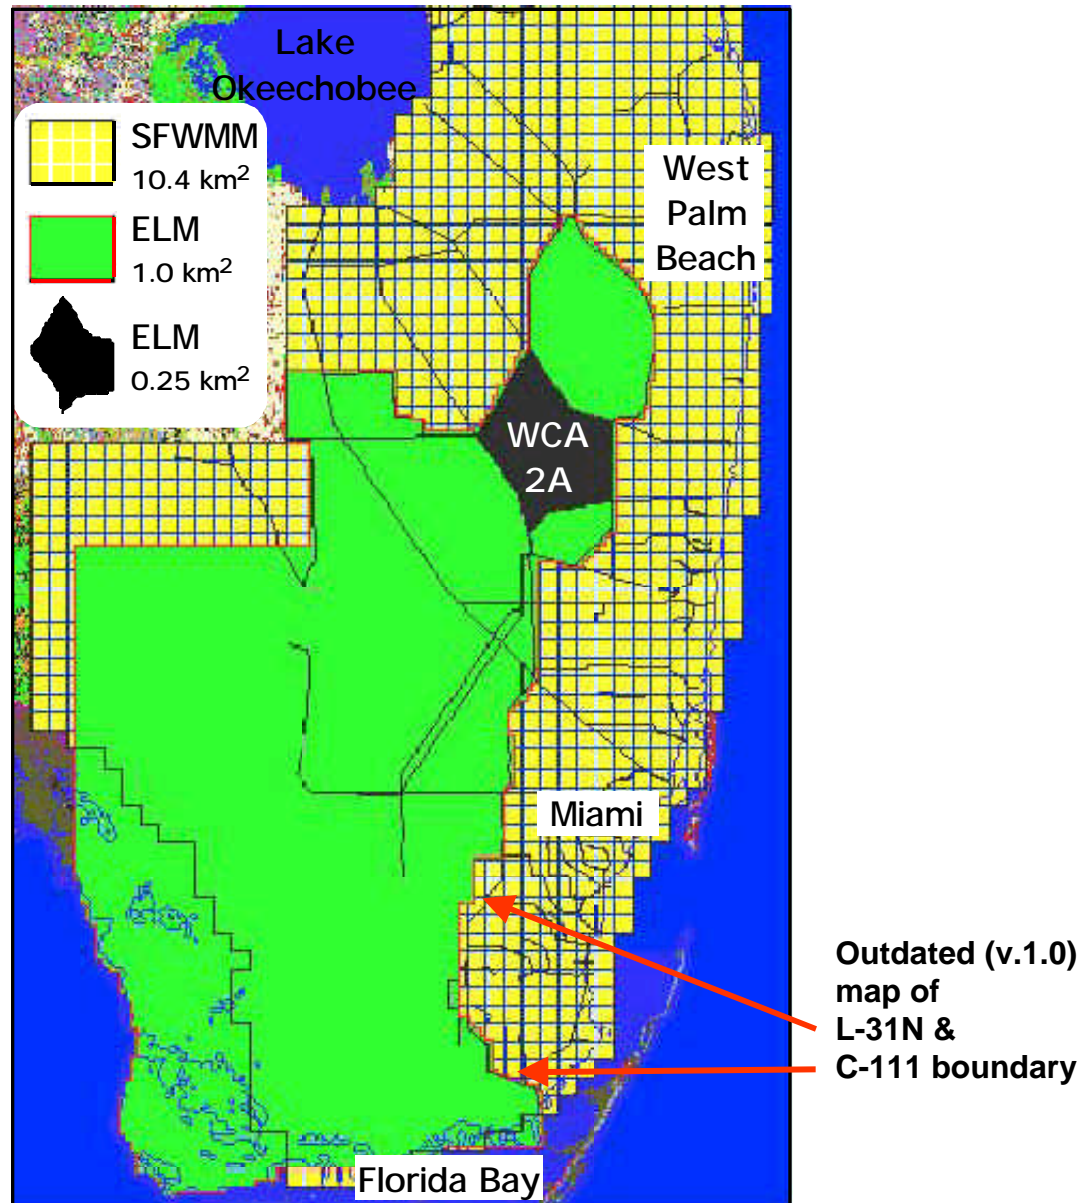 Lake
Okeechobee
SFWMM
10.4 km²
ELM
1.0 km²
ELM
0.25 km²
West
Palm
Beach
WCA
2A
Miami
Outdated (v.1.0)
map of
L-31N &
C-111 boundary
Florida Bay